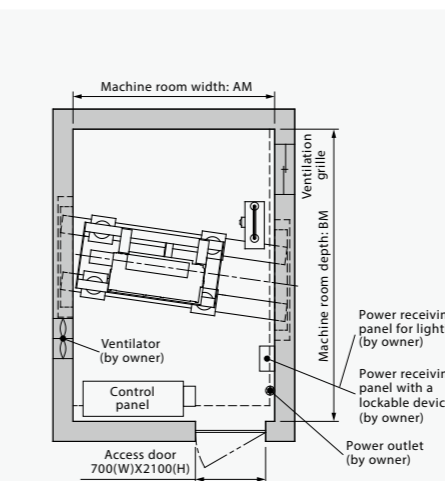 Machine room width: AM
Ventilation
grille
Machine room depth: BM
Ventilator
(by owner)
Control
panel
Access door
700(W)X2100(H)
Power receivin
panel for light
(by owner)
Power receivin
panel with a
lockable devic
(by owner)
Power outlet
(by owner)